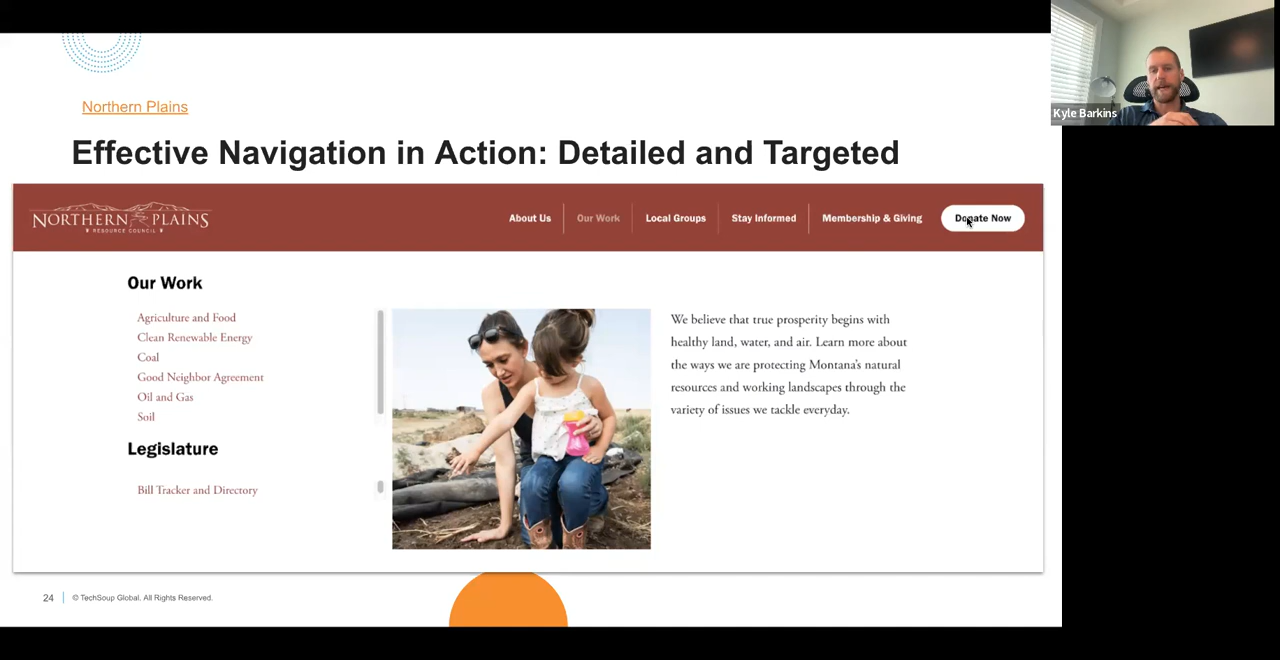 Northern Plains
Effective Navigation in Action: Detailed and Targeted
NORTHERN PLAINS
RESOURCE COUNCIL
About Us
Our Work
Local Groups
Stay Informed
Membership & Giving
Donate Now
Our Work
Agriculture and Food
Clean Renewable Energy
Coal
Good Neighbor Agreement
Oil and Gas
Soil
Legislature
Bill Tracker and Directory
We believe that true prosperity begins with
healthy land, water, and air. Learn more about
the ways we are protecting Montana's natural
resources and working landscapes through the
variety of issues we tackle everyday.
24
© TechSoup Global. All Rights Reserved.
Kyle Barkins